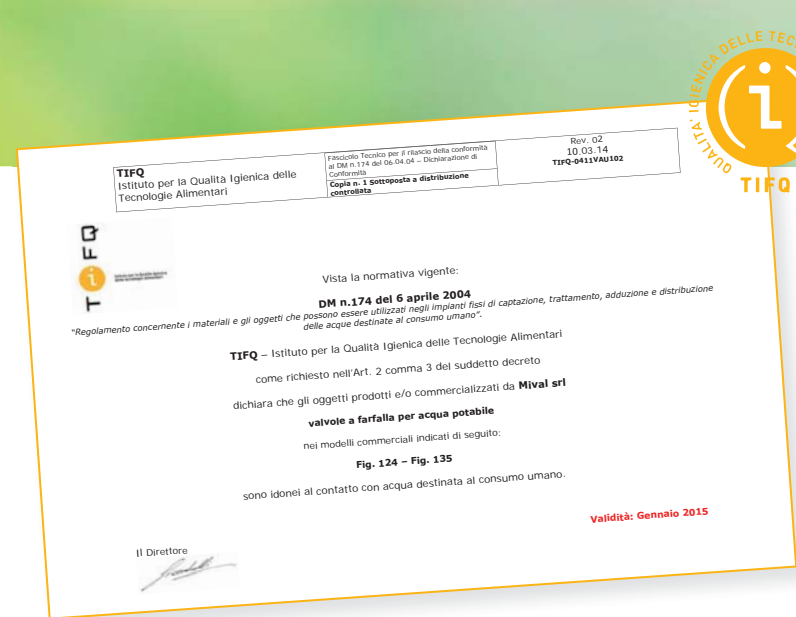 QUALITA' IGIENICA DELLE TEC
TIFQ
TIFQ
Istituto per la Qualità Igienica delle
Tecnologie Alimentari
Fascicolo Tecnico per il rilascio della conformità
al DM n.174 del 06.04.04 – Dichiarazione di
Conformità
Copia n. 1 Sottoposta a distribuzione
controllata
Rev. 02
10.03.14
TIFQ-0411VAU102
TiFQ
Vista la normativa vigente:
DM n.174 del 6 aprile 2004
"Regolamento concernente i materiali e gli oggetti che possono essere utilizzati negli impianti fissi di captazione, trattamento, adduzione e distribuzione
delle acque destinate al consumo umano".
TIFQ – Istituto per la Qualità Igienica delle Tecnologie Alimentari
come richiesto nell'Art. 2 comma 3 del suddetto decreto
dichiara che gli oggetti prodotti e/o commercializzati da Mival srl
valvole a farfalla per acqua potabile
nei modelli commerciali indicati di seguito:
Fig. 124 – Fig. 135
sono idonei al contatto con acqua destinata al consumo umano.
Validità: Gennaio 2015
Il Direttore